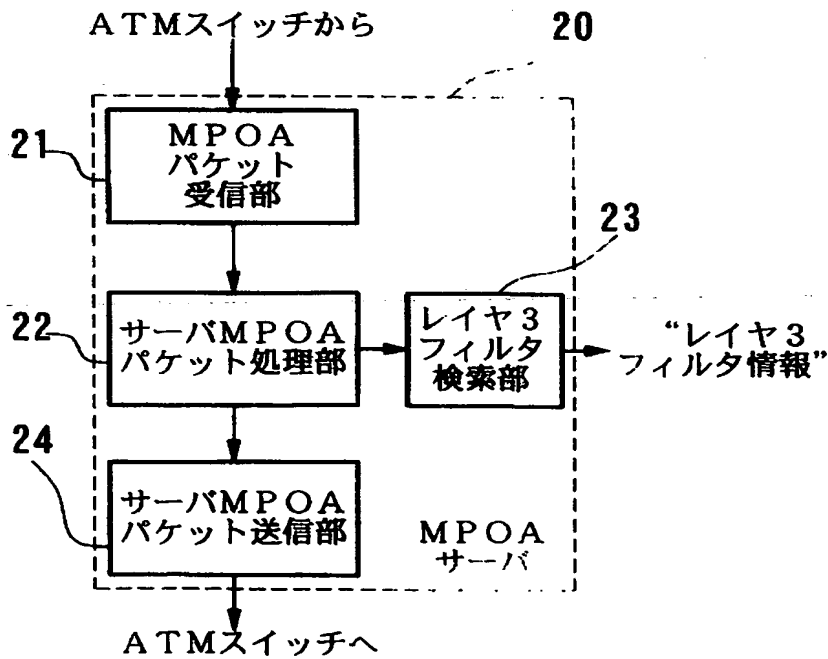 ATMスイッチから
20
21
MPOA
パケット
受信部
23
22
サーバMPOA
パケット処理部
レイヤ3
フィルタ
検索部
“レイヤ3
フィルタ情報”
24
サーバMPOA
パケット送信部
MPOA
サーバ
ATMスイッチへ